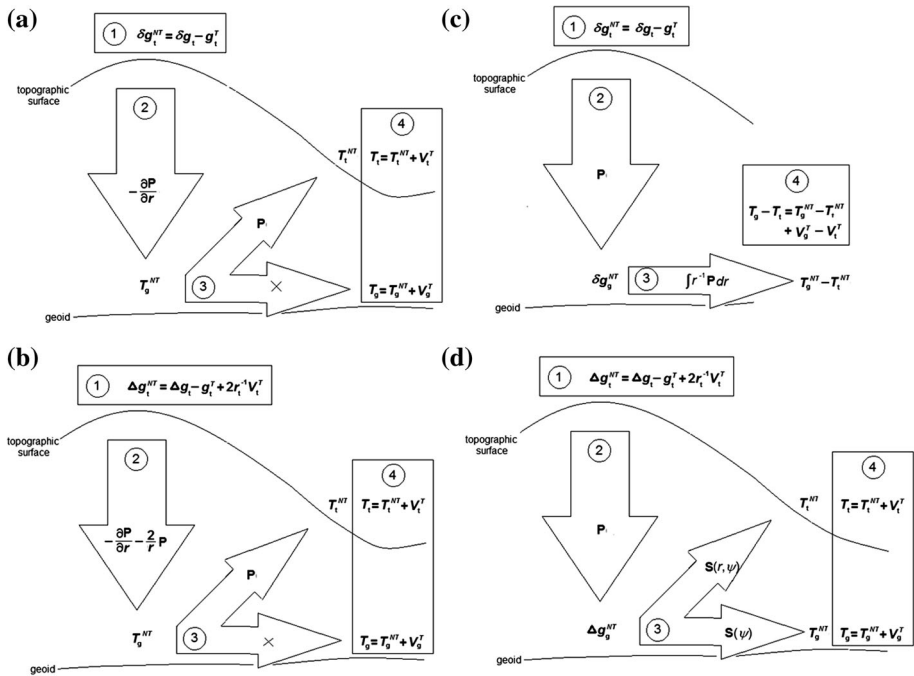 (a)
1 δg_t^NT = δg_t – g_t^T
topographic
surface
2
– ∂P/∂r
4
T_t^NT
T_t = T_t^NT + V_t^T
P
T_g^NT
3
×
T_g = T_g^NT + V_g^T
geoid
(b)
1 Δg_t^NT = Δg_t – g_t^T + 2r_t^-1 V_t^T
topographic
surface
2
– ∂P/∂r – 2/r P
4
T_t^NT
T_t = T_t^NT + V_t^T
P
T_g^NT
3
×
T_g = T_g^NT + V_g^T
geoid
(c)
1 δg_t^NT = δg_t – g_t^T
topographic
surface
2
P
4
T_g – T_t = T_g^NT – T_t^NT
+ V_g^T – V_t^T
δg_g^NT
3
∫r^-1 P dr
T_g^NT – T_t^NT
geoid
(d)
1 Δg_t^NT = Δg_t – g_t^T + 2r_t^-1 V_t^T
topographic
surface
2
P
4
T_t^NT
T_t = T_t^NT + V_t^T
S(r, ψ)
Δg_g^NT
3
S(ψ)
T_g^NT
T_g = T_g^NT + V_g^T
geoid